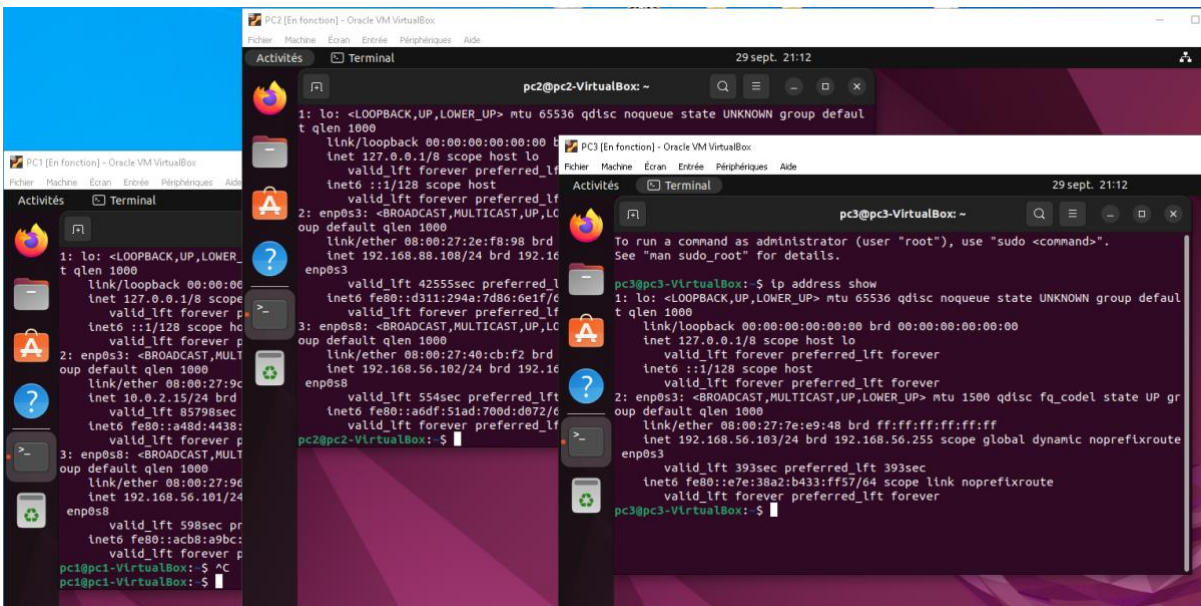 PC2 [En fonction] - Oracle VM VirtualBox
Fichier Machine Écran Entrée Périphériques Aide
Activités Terminal 29 sept. 21:12
pc2@pc2-VirtualBox: ~
1: lo: <LOOPBACK,UP,LOWER_UP> mtu 65536 qdisc noqueue state UNKNOWN group defaul
t qlen 1000
link/loopback 00:00:00:00:00:00 b
inet 127.0.0.1/8 scope host lo
valid_lft forever preferred_lf
inet6 ::1/128 scope host
valid_lft forever preferred_lf
2: enp0s3: <BROADCAST,MULTICAST,UP,LO
oup default qlen 1000
link/ether 08:00:27:2e:f8:98 brd
inet 192.168.88.108/24 brd 192.16
enp0s3
valid_lft 42555sec preferred_l
inet6 fe80::d311:294a:7d86:6e1f/6
valid_lft forever preferred_lf
3: enp0s8: <BROADCAST,MULTICAST,UP,LO
oup default qlen 1000
link/ether 08:00:27:40:cb:f2 brd
inet 192.168.56.102/24 brd 192.16
enp0s8
valid_lft 554sec preferred_lft
inet6 fe80::a6df:51ad:700d:d072/6
valid_lft forever preferred_lf
pc2@pc2-VirtualBox:~$
PC1 [En fonction] - Oracle VM VirtualBox
Fichier Machine Écran Entrée Périphériques Aide
Activités Terminal
1: lo: <LOOPBACK,UP,LOWER_
t qlen 1000
link/loopback 00:00:00
inet 127.0.0.1/8 scope
valid_lft forever p
inet6 ::1/128 scope ho
valid_lft forever p
2: enp0s3: <BROADCAST,MULT
oup default qlen 1000
link/ether 08:00:27:9c
inet 10.0.2.15/24 brd
valid_lft 85798sec
inet6 fe80::a48d:4438:
valid_lft forever p
3: enp0s8: <BROADCAST,MULT
oup default qlen 1000
link/ether 08:00:27:96
inet 192.168.56.101/24
enp0s8
valid_lft 598sec pr
inet6 fe80::acb8:a9bc:
valid_lft forever p
pc1@pc1-VirtualBox:~$ ^C
pc1@pc1-VirtualBox:~$
PC3 [En fonction] - Oracle VM VirtualBox
Fichier Machine Écran Entrée Périphériques Aide
Activités Terminal 29 sept. 21:12
pc3@pc3-VirtualBox: ~
To run a command as administrator (user "root"), use "sudo <command>".
See "man sudo_root" for details.
pc3@pc3-VirtualBox:~$ ip address show
1: lo: <LOOPBACK,UP,LOWER_UP> mtu 65536 qdisc noqueue state UNKNOWN group defaul
t qlen 1000
link/loopback 00:00:00:00:00:00 brd 00:00:00:00:00:00
inet 127.0.0.1/8 scope host lo
valid_lft forever preferred_lft forever
inet6 ::1/128 scope host
valid_lft forever preferred_lft forever
2: enp0s3: <BROADCAST,MULTICAST,UP,LOWER_UP> mtu 1500 qdisc fq_codel state UP gr
oup default qlen 1000
link/ether 08:00:27:7e:e9:48 brd ff:ff:ff:ff:ff:ff
inet 192.168.56.103/24 brd 192.168.56.255 scope global dynamic noprefixroute
enp0s3
valid_lft 393sec preferred_lft 393sec
inet6 fe80::e7e:38a2:b433:ff57/64 scope link noprefixroute
valid_lft forever preferred_lft forever
pc3@pc3-VirtualBox:~$